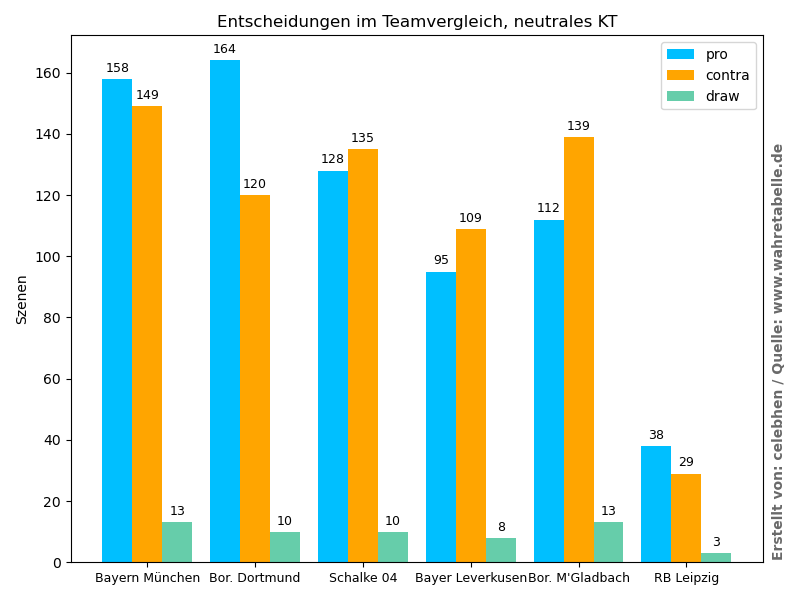 Entscheidungen im Teamvergleich, neutrales KT
pro
contra
draw
Szenen
160
140
120
100
80
60
40
20
0
158
149
13
164
120
10
128
135
10
95
109
8
112
139
13
38
29
3
Bayern München
Bor. Dortmund
Schalke 04
Bayer Leverkusen
Bor. M'Gladbach
RB Leipzig
Erstellt von: celebhen / Quelle: www.wahretabelle.de